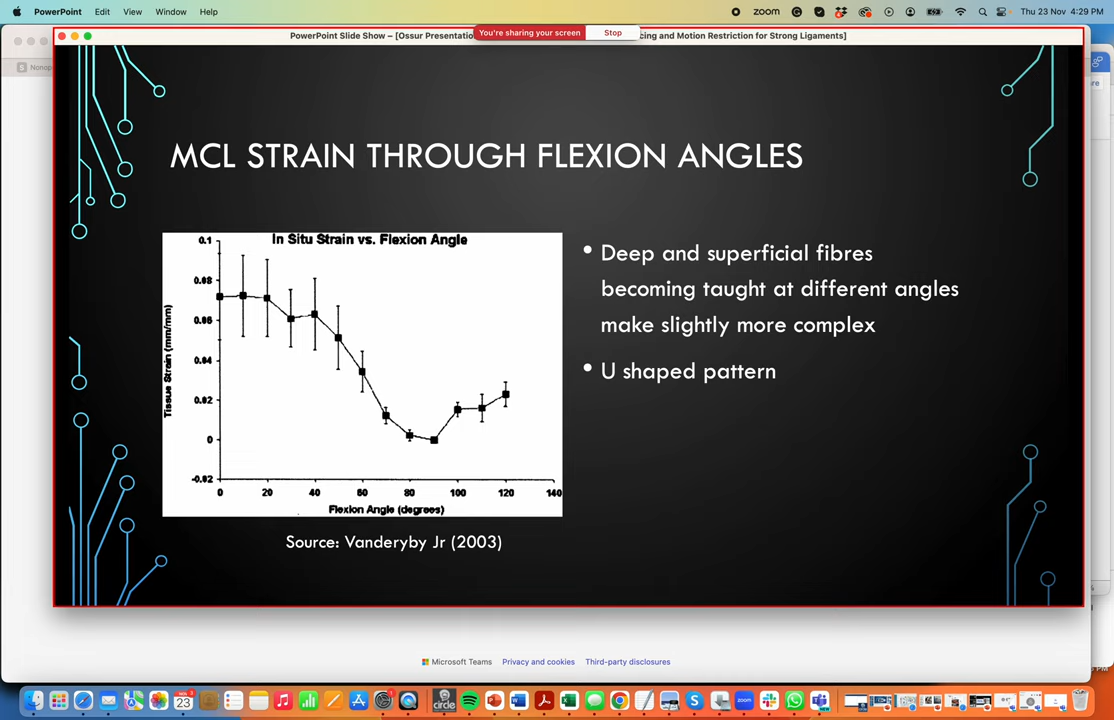 PowerPoint Edit View Window Help zoom Thu 23 Nov 4:29 PM
PowerPoint Slide Show – [Ossur Presentatio You're sharing your screen Stop cing and Motion Restriction for Strong Ligaments]
S Nonop
MCL STRAIN THROUGH FLEXION ANGLES
In Situ Strain vs. Flexion Angle
Tissue Strain (mm/mm)
0.1
0.08
0.06
0.04
0.02
0
-0.02
0 20 40 60 80 100 120 140
Flexion Angle (degrees)
Source: Vanderyby Jr (2003)
• Deep and superficial fibres
becoming taught at different angles
make slightly more complex
• U shaped pattern
Microsoft Teams Privacy and cookies Third-party disclosures
NOV
23
circle
zoom